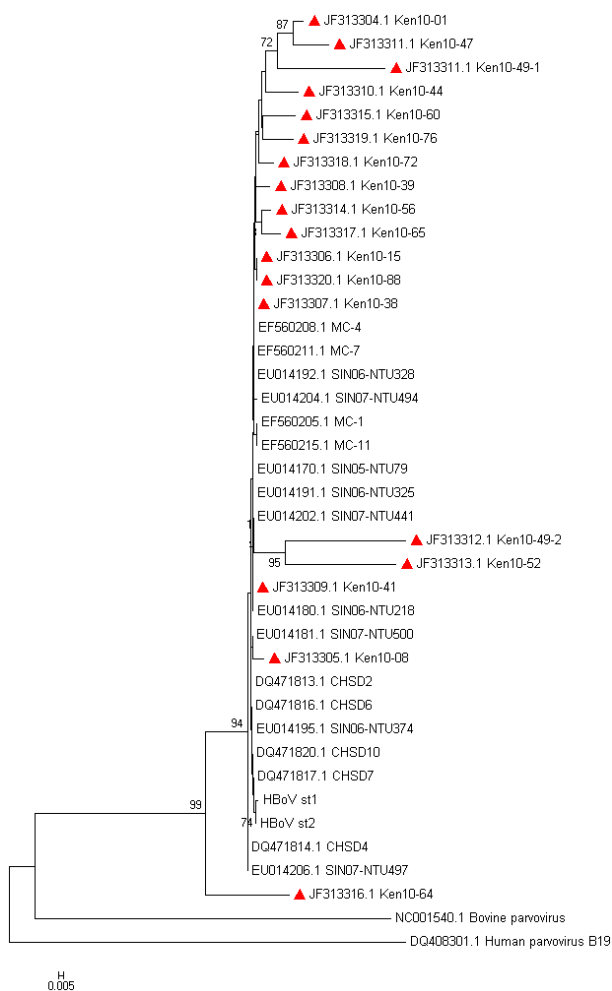 87
JF313304.1 Ken10-01
72
JF313311.1 Ken10-47
JF313311.1 Ken10-49-1
JF313310.1 Ken10-44
JF313315.1 Ken10-60
JF313319.1 Ken10-76
JF313318.1 Ken10-72
JF313308.1 Ken10-39
JF313314.1 Ken10-56
JF313317.1 Ken10-65
JF313306.1 Ken10-15
JF313320.1 Ken10-88
JF313307.1 Ken10-38
EF560208.1 MC-4
EF560211.1 MC-7
EU014192.1 SIN06-NTU328
EU014204.1 SIN07-NTU494
EF560205.1 MC-1
EF560215.1 MC-11
EU014170.1 SIN05-NTU79
EU014191.1 SIN06-NTU325
EU014202.1 SIN07-NTU441
JF313312.1 Ken10-49-2
95
JF313313.1 Ken10-52
JF313309.1 Ken10-41
EU014180.1 SIN06-NTU218
EU014181.1 SIN07-NTU500
JF313305.1 Ken10-08
DQ471813.1 CHSD2
DQ471816.1 CHSD6
94
EU014195.1 SIN06-NTU374
DQ471820.1 CHSD10
DQ471817.1 CHSD7
99
HBoV st1
74
HBoV st2
DQ471814.1 CHSD4
EU014206.1 SIN07-NTU497
JF313316.1 Ken10-64
NC001540.1 Bovine parvovirus
DQ408301.1 Human parvovirus B19
0.005